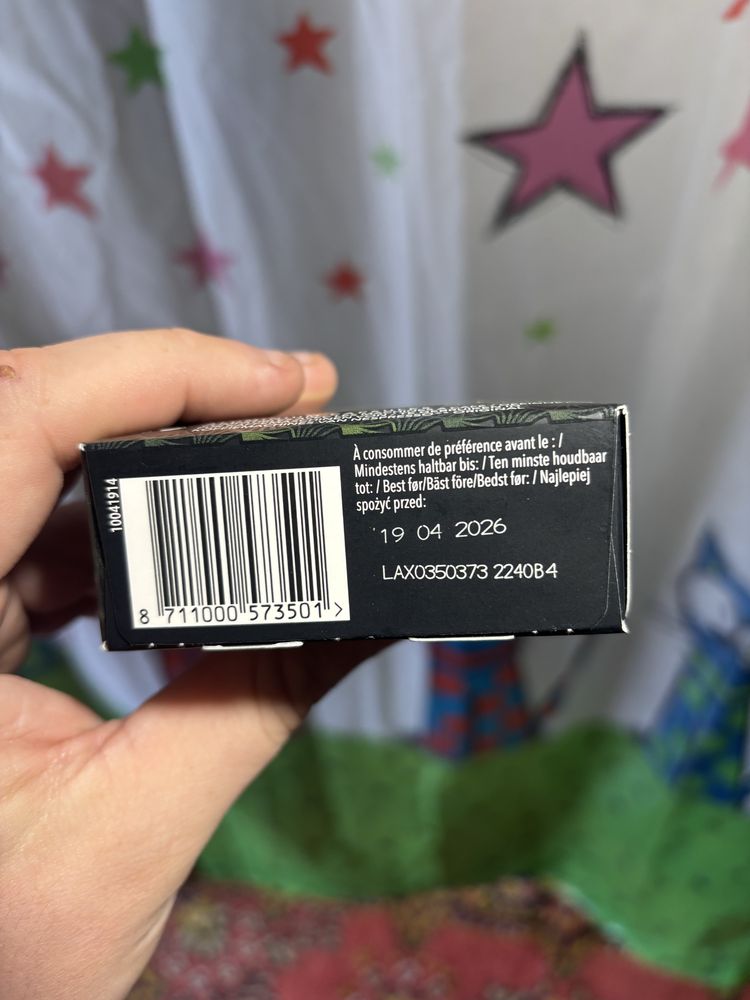 À consommer de préférence avant le : /
Mindestens haltbar bis: / Ten minste houdbaar
tot: / Best før/Bäst före/Bedst før: / Najlepiej
spożyć przed:
19 04 2026
LAX0350373 2240B4
10041914
8 711000 573501 >